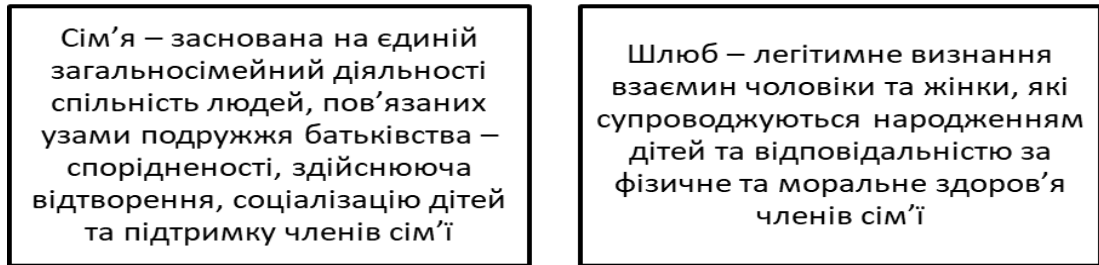 Сім’я – заснована на єдиній
загальносімейний діяльності
спільність людей, пов’язаних
узами подружжя батьківства –
спорідненості, здійснююча
відтворення, соціалізацію дітей
та підтримку членів сім’ї
Шлюб – легітимне визнання
взаємин чоловіки та жінки, які
супроводжуються народженням
дітей та відповідальністю за
фізичне та моральне здоров’я
членів сім’ї